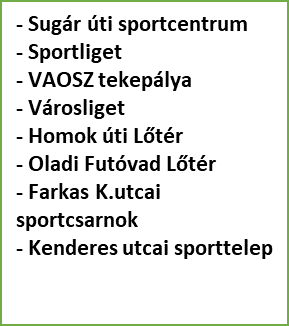 - Sugár úti sportcentrum
- Sportliget
- VAOSZ tekepálya
- Városliget
- Homok úti Lőtér
- Oladi Futóvad Lőtér
- Farkas K.utcai
sportcsarnok
- Kenderes utcai sporttelep